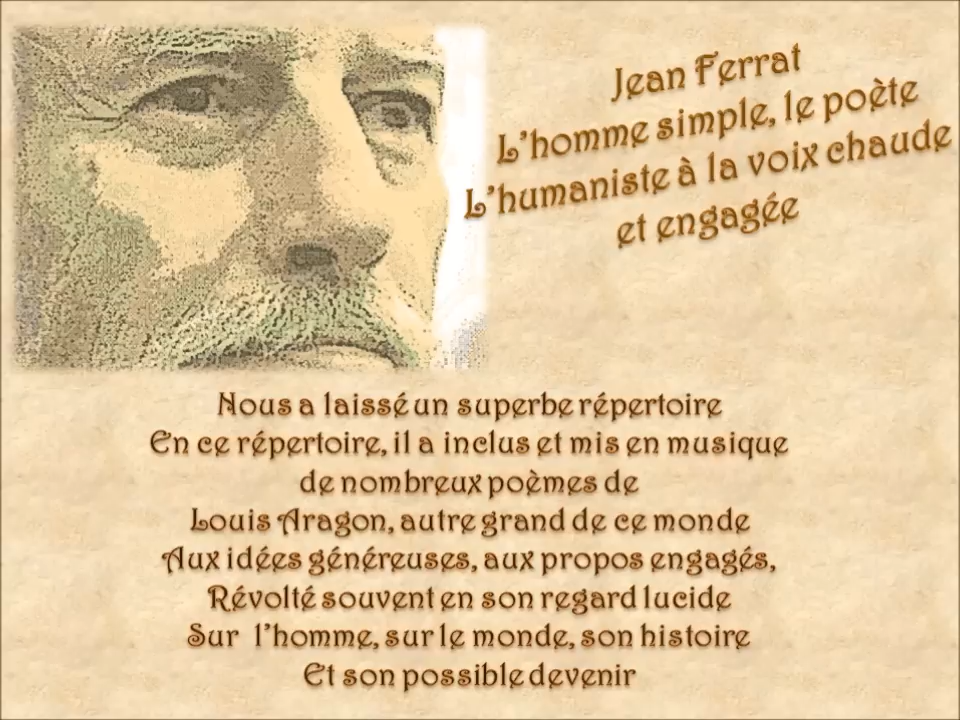 Jean Ferrat
L'homme simple, le poète
L'humaniste à la voix chaude
et engagée
Nous a laissé un superbe répertoire
En ce répertoire, il a inclus et mis en musique
de nombreux poèmes de
Louis Aragon, autre grand de ce monde
Aux idées généreuses, aux propos engagés,
Révolté souvent en son regard lucide
Sur l'homme, sur le monde, son histoire
Et son possible devenir